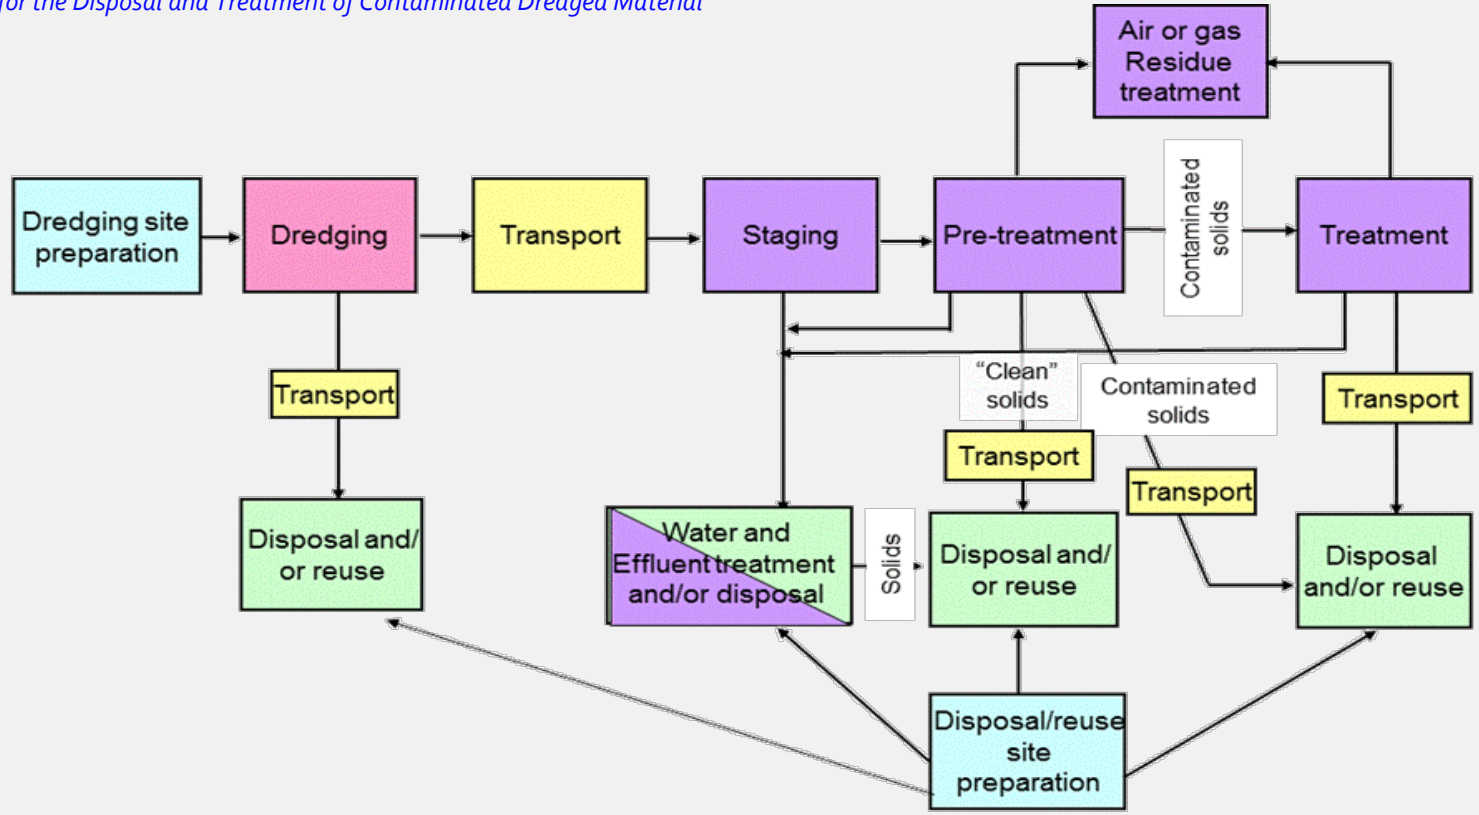 for the Disposal and Treatment of Contaminated Dredged Material
Air or gas
Residue
treatment
Dredging site
preparation
Dredging
Transport
Staging
Pre-treatment
Contaminated
solids
Treatment
Transport
"Clean"
solids
Contaminated
solids
Transport
Transport
Transport
Disposal and/
or reuse
Water and
Effluent treatment
and/or disposal
Solids
Disposal and/
or reuse
Disposal
and/or reuse
Disposal/reuse
site
preparation